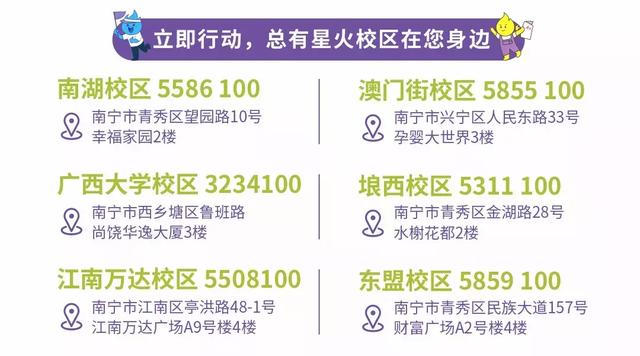 立即行动，总有星火校区在您身边
南湖校区 5586 100
南宁市青秀区望园路10号
幸福家园2楼
澳门街校区 5855 100
南宁市兴宁区人民东路33号
孕婴大世界3楼
广西大学校区 3234100
南宁市西乡塘区鲁班路
尚饶华逸大厦3楼
埌西校区 5311 100
南宁市青秀区金湖路28号
水榭花都2楼
江南万达校区 5508100
南宁市江南区亭洪路48-1号
江南万达广场A9号楼4楼
东盟校区 5859 100
南宁市青秀区民族大道157号
财富广场A2号楼4楼